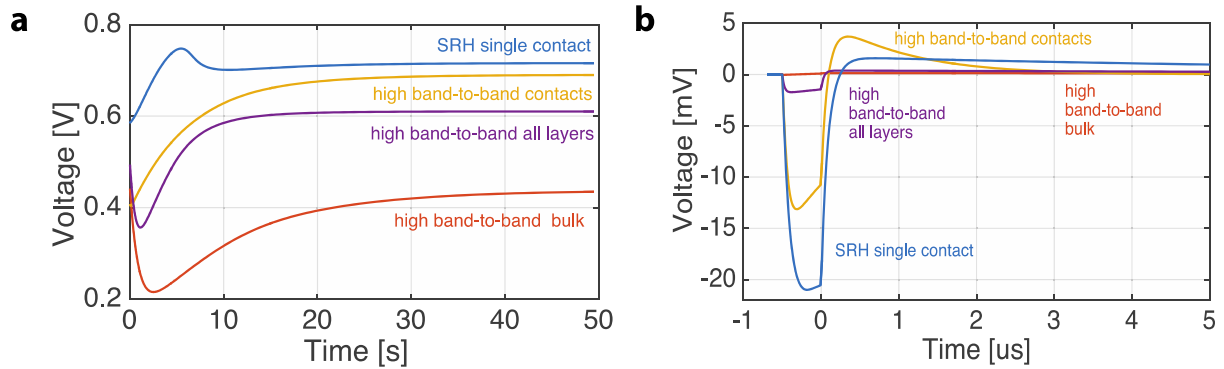 a
Voltage [V]
0.8
0.6
0.4
0.2
SRH single contact
high band-to-band contacts
high band-to-band all layers
high band-to-band bulk
0
10
20
30
40
50
Time [s]
b
Voltage [mV]
5
0
-5
-10
-15
-20
high band-to-band contacts
high
band-to-band
all layers
high
band-to-band
bulk
SRH single contact
-1
0
1
2
3
4
5
Time [us]